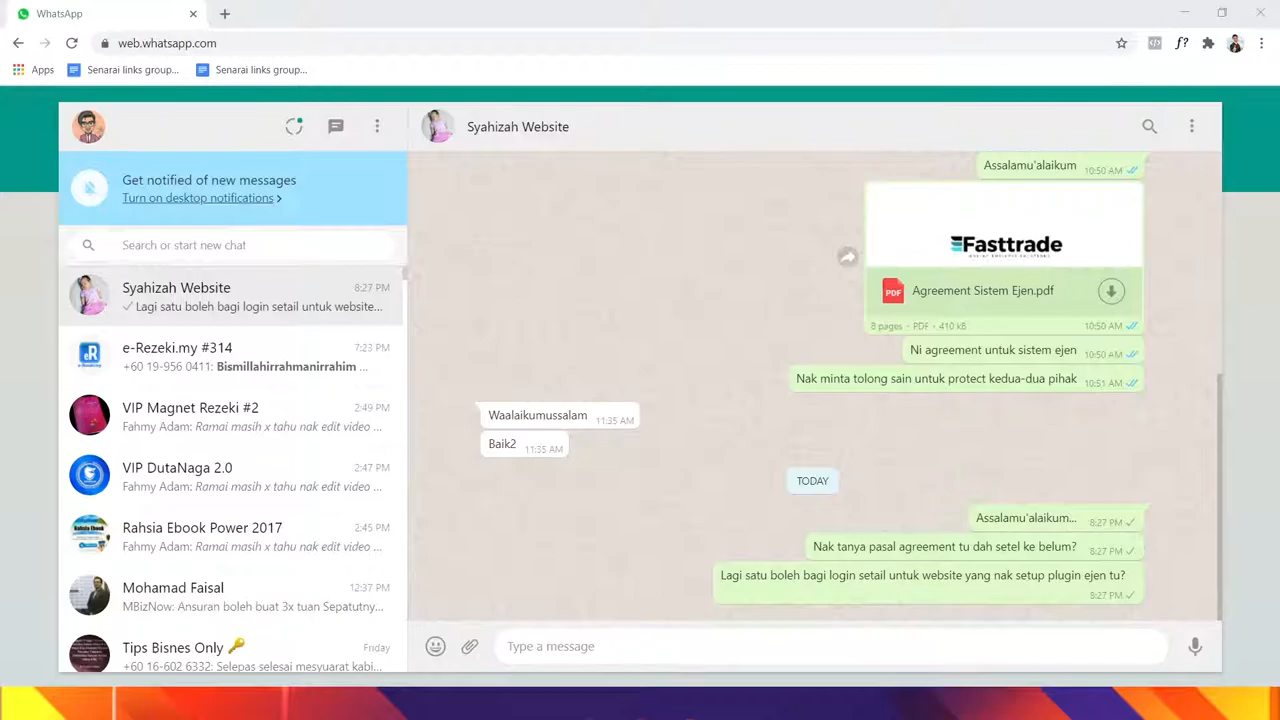 WhatsApp
web.whatsapp.com
f?
Apps
Senarai links group...
Senarai links group...
Syahizah Website
Get notified of new messages
Turn on desktop notifications >
Search or start new chat
Syahizah Website
8:27 PM
Lagi satu boleh bagi login setail untuk website...
e-Rezeki.my #314
7:23 PM
+60 19-956 0411: Bismillahirrahmanirrahim ...
VIP Magnet Rezeki #2
2:49 PM
Fahmy Adam: Ramai masih x tahu nak edit video ...
VIP DutaNaga 2.0
2:47 PM
Fahmy Adam: Ramai masih x tahu nak edit video ...
Rahsia Ebook Power 2017
2:45 PM
Fahmy Adam: Ramai masih x tahu nak edit video ...
Mohamad Faisal
12:37 PM
MBizNow: Ansuran boleh buat 3x tuan Sepatutny...
Tips Bisnes Only
Friday
+60 16-602 6332: Selepas selesai mesyuarat kabi...
Assalamu'alaikum 10:50 AM
Fasttrade
PDF
Agreement Sistem Ejen.pdf
8 pages • PDF • 410 kB
10:50 AM
Ni agreement untuk sistem ejen 10:50 AM
Nak minta tolong sain untuk protect kedua-dua pihak 10:51 AM
Waalaikumussalam 11:35 AM
Baik2 11:35 AM
TODAY
Assalamu'alaikum... 8:27 PM
Nak tanya pasal agreement tu dah setel ke belum? 8:27 PM
Lagi satu boleh bagi login setail untuk website yang nak setup plugin ejen tu?
8:27 PM
Type a message